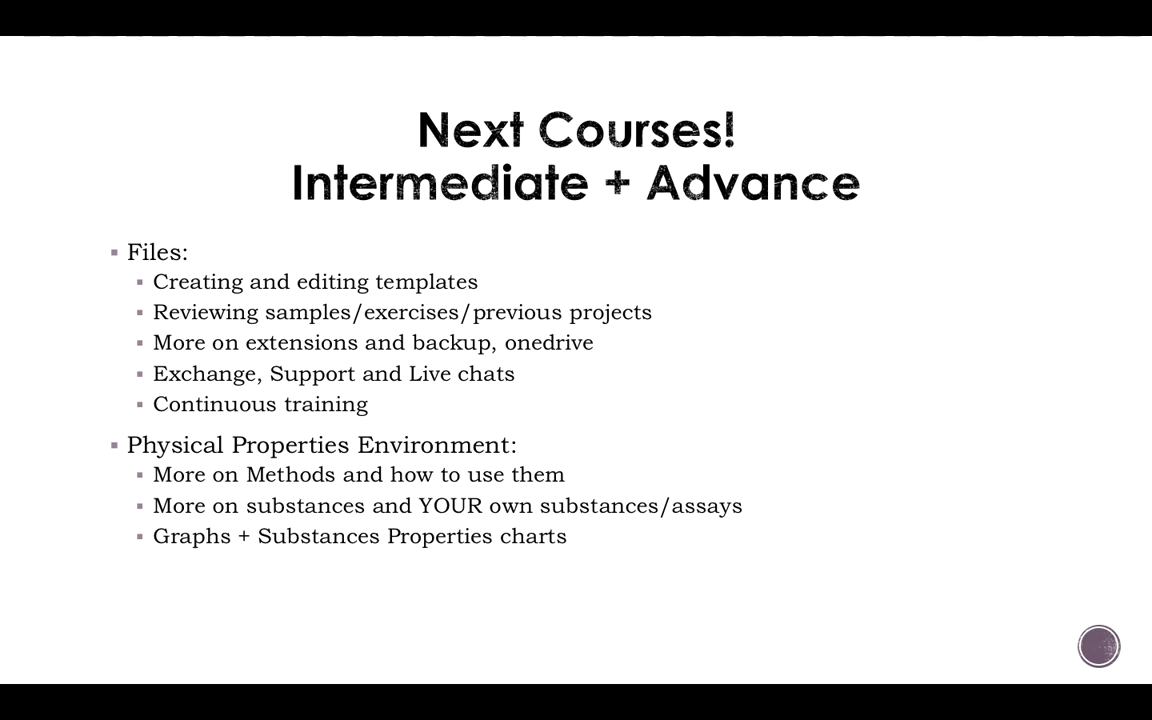 Next Courses!
Intermediate + Advance
Files:
Creating and editing templates
Reviewing samples/exercises/previous projects
More on extensions and backup, onedrive
Exchange, Support and Live chats
Continuous training
Physical Properties Environment:
More on Methods and how to use them
More on substances and YOUR own substances/assays
Graphs + Substances Properties charts